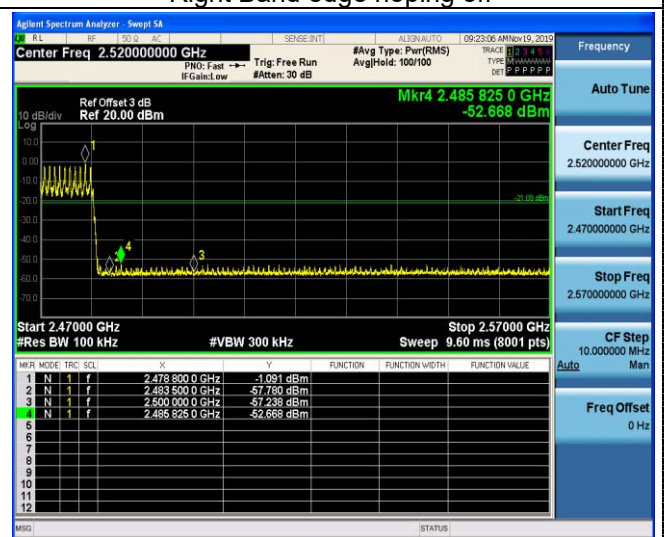 Right Band edge hoping on
Agilent Spectrum Analyzer - Swept SA
RL RF 50 Ω AC SENSE:INT ALIGN AUTO 09:23:06 AM Nov 19, 2019
Center Freq 2.520000000 GHz #Avg Type: Pwr(RMS) TRACE 1 2 3 4 5 6 Frequency
PNO: Fast Trig: Free Run Avg|Hold: 100/100 TYPE MWWWWW
IFGain:Low #Atten: 30 dB DET P P P P P P
Auto Tune
Mkr4 2.485 825 0 GHz
Ref Offset 3 dB
10 dB/div Ref 20.00 dBm -52.668 dBm
Log
10.0
0.00
-10.0
-20.0
-30.0
-40.0
-50.0
-60.0
-70.0
1
4
3
-21.09 dBm
Center Freq
2.520000000 GHz
Start Freq
2.470000000 GHz
Stop Freq
2.570000000 GHz
CF Step
10.000000 MHz
Auto Man
Freq Offset
0 Hz
Start 2.47000 GHz Stop 2.57000 GHz
#Res BW 100 kHz #VBW 300 kHz Sweep 9.60 ms (8001 pts)
MKR MODE TRC SCL X Y FUNCTION FUNCTION WIDTH FUNCTION VALUE
1 N 1 f 2.478 800 0 GHz -1.091 dBm
2 N 1 f 2.483 500 0 GHz -57.780 dBm
3 N 1 f 2.500 000 0 GHz -57.238 dBm
4 N 1 f 2.485 825 0 GHz -52.668 dBm
5
6
7
8
9
10
11
12
MSG STATUS